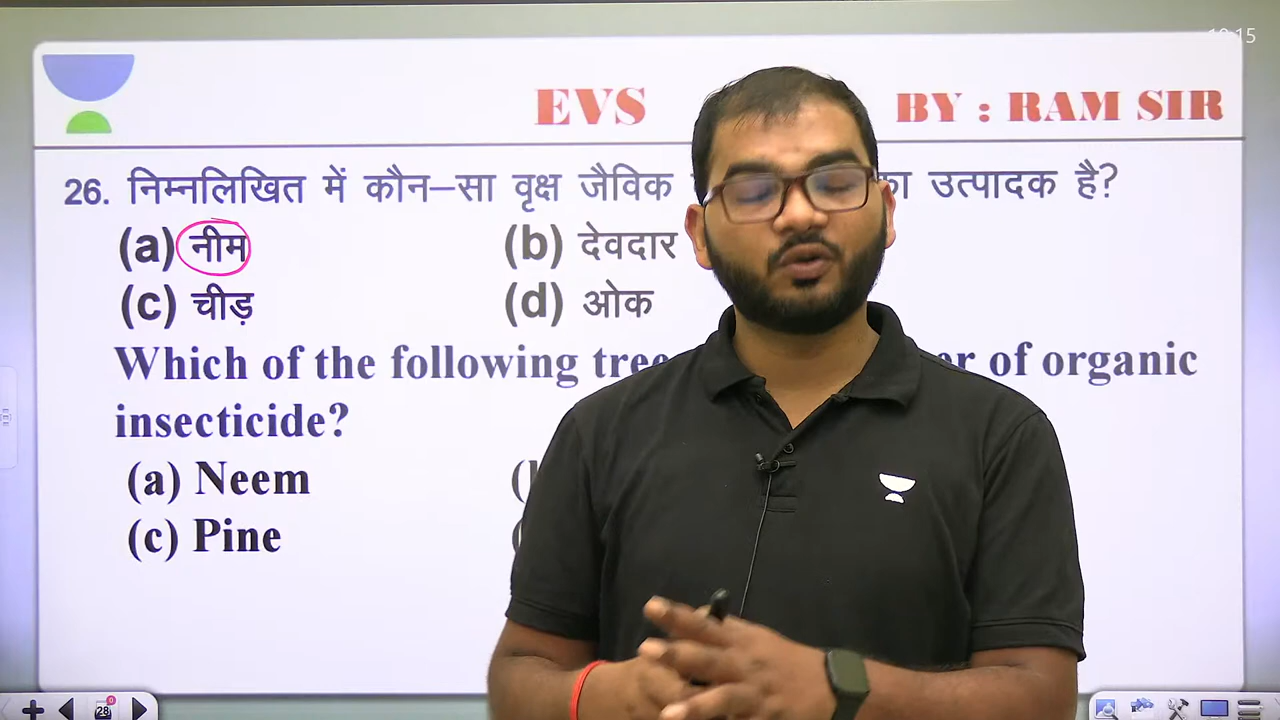 EVS BY : RAM SIR
26. निम्नलिखित में कौन–सा वृक्ष जैविक उत्पादक है?
(a) नीम (b) देवदार
(c) चीड़ (d) ओक
Which of the following of organic
insecticide?
(a) Neem
(c) Pine
28